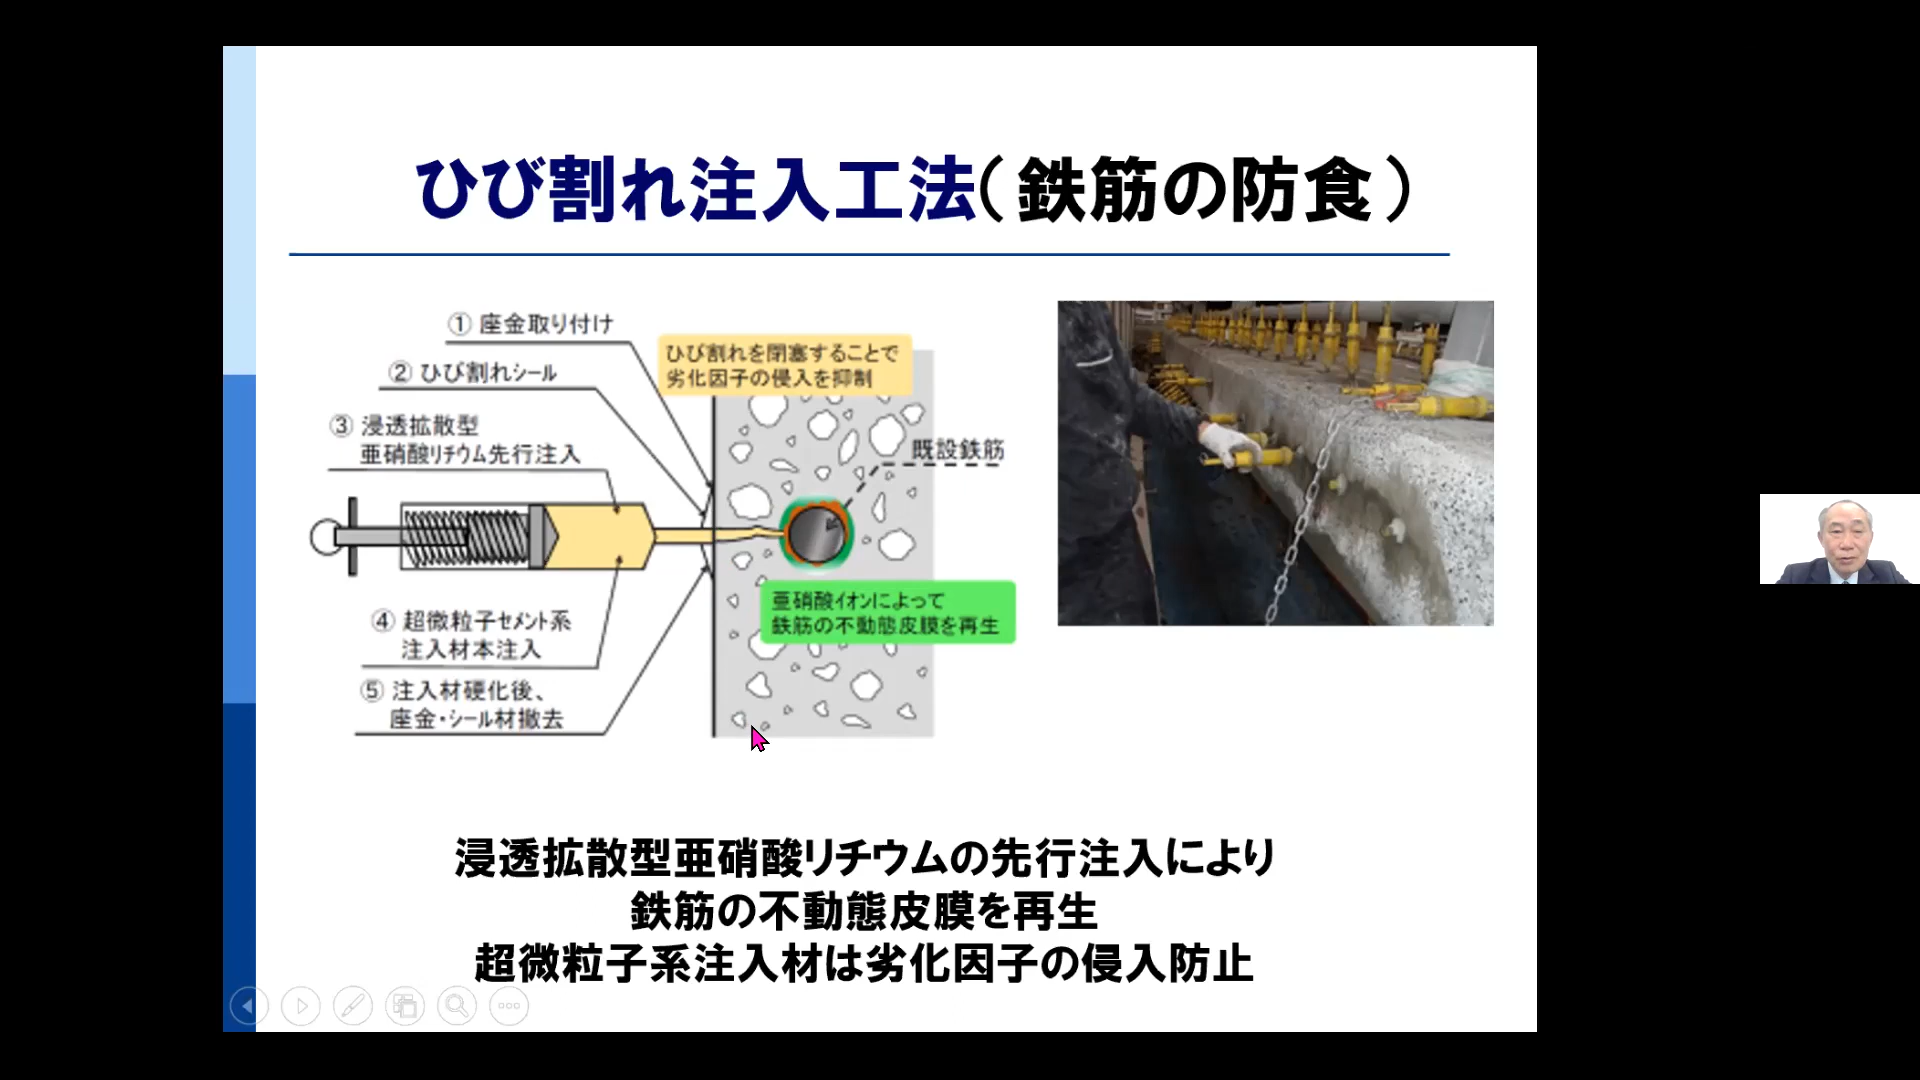 ひび割れ注入工法（鉄筋の防食）
① 座金取り付け
② ひび割れシール
③ 浸透拡散型
亜硝酸リチウム先行注入
④ 超微粒子セメント系
注入材本注入
⑤ 注入材硬化後、
座金・シール材撤去
ひび割れを閉塞することで
劣化因子の侵入を抑制
既設鉄筋
亜硝酸イオンによって
鉄筋の不動態皮膜を再生
浸透拡散型亜硝酸リチウムの先行注入により
鉄筋の不動態皮膜を再生
超微粒子系注入材は劣化因子の侵入防止